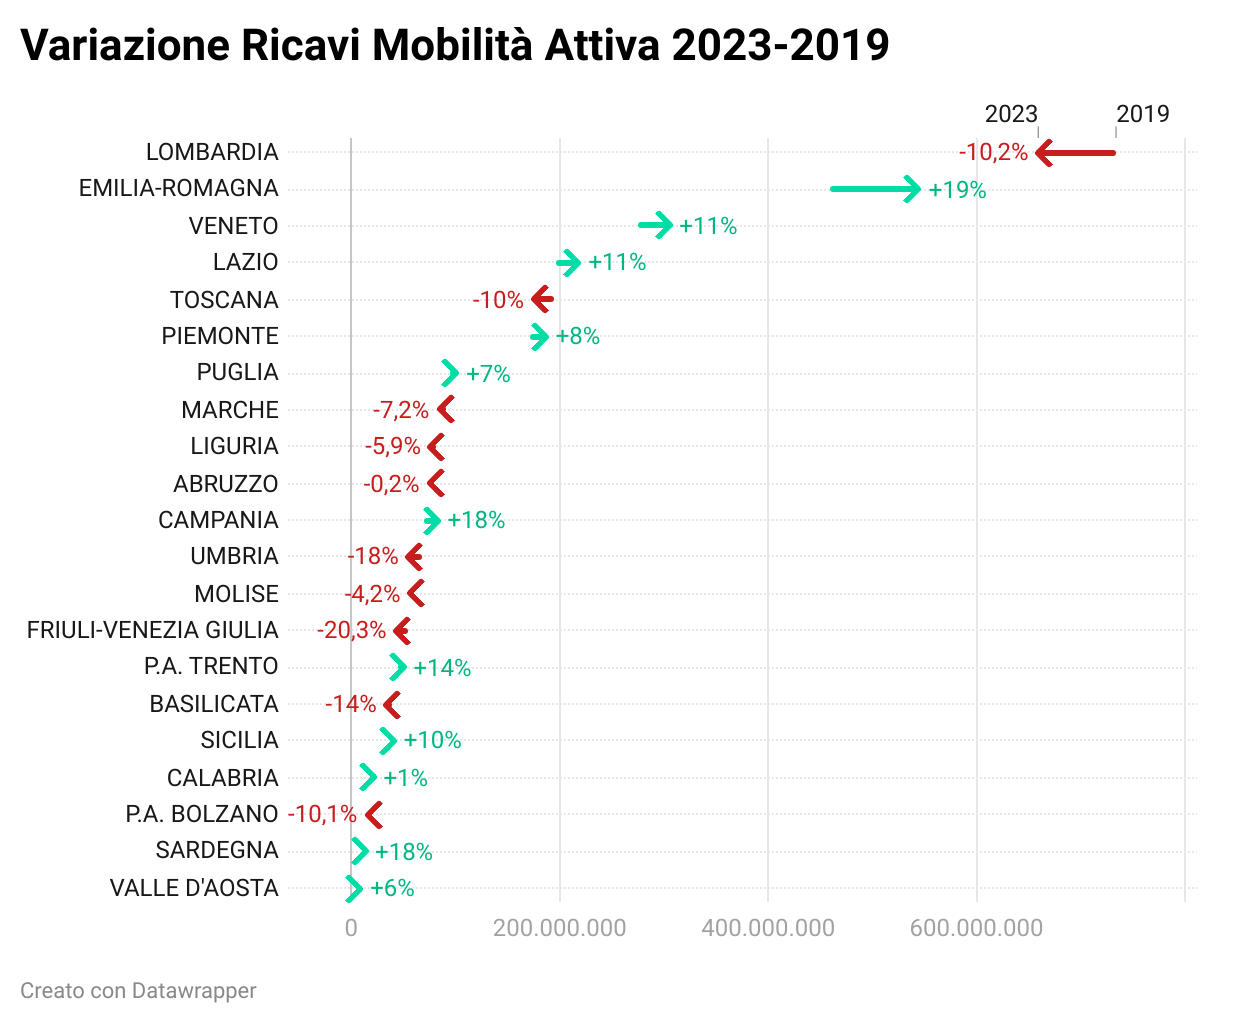 Variazione Ricavi Mobilità Attiva 2023-2019
2023 2019
LOMBARDIA -10,2%
EMILIA-ROMAGNA +19%
VENETO +11%
LAZIO +11%
TOSCANA -10%
PIEMONTE +8%
PUGLIA +7%
MARCHE -7,2%
LIGURIA -5,9%
ABRUZZO -0,2%
CAMPANIA +18%
UMBRIA -18%
MOLISE -4,2%
FRIULI-VENEZIA GIULIA -20,3%
P.A. TRENTO +14%
BASILICATA -14%
SICILIA +10%
CALABRIA +1%
P.A. BOLZANO -10,1%
SARDEGNA +18%
VALLE D'AOSTA +6%
0 200.000.000 400.000.000 600.000.000
Creato con Datawrapper